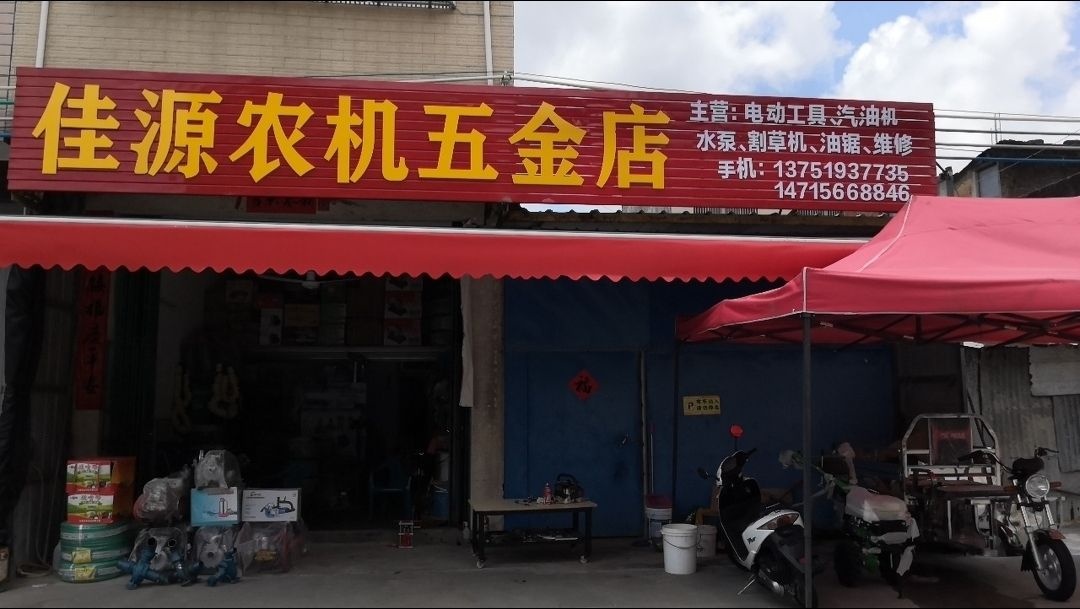 佳源农机五金店
主营:电动工具、汽油机
水泵、割草机、油锯、维修
手机:13751937735
14715668846
福